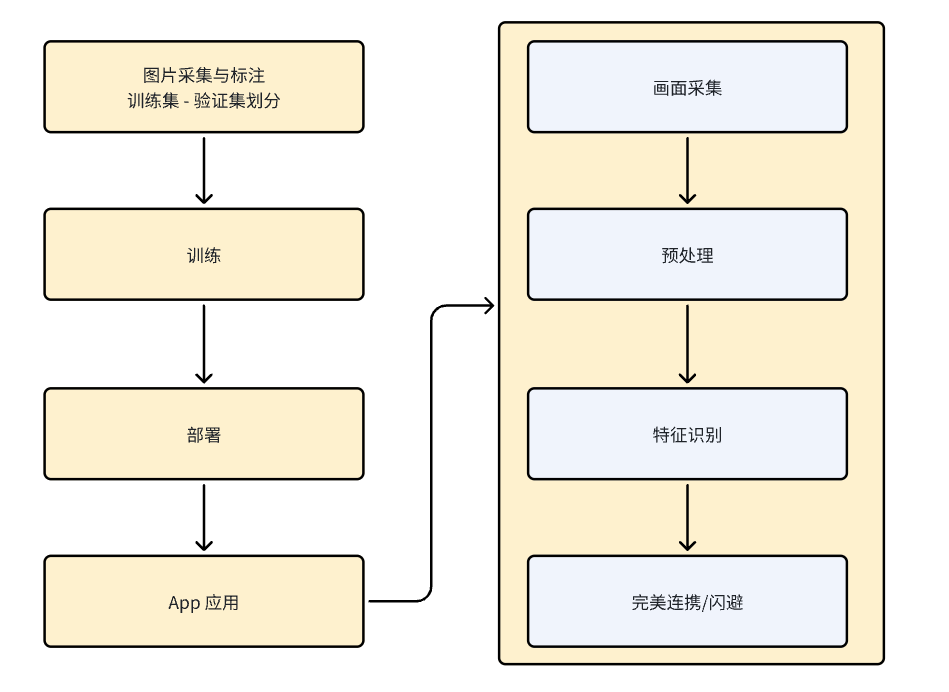 图片采集与标注
训练集 - 验证集划分
训练
部署
App 应用
画面采集
预处理
特征识别
完美连携/闪避